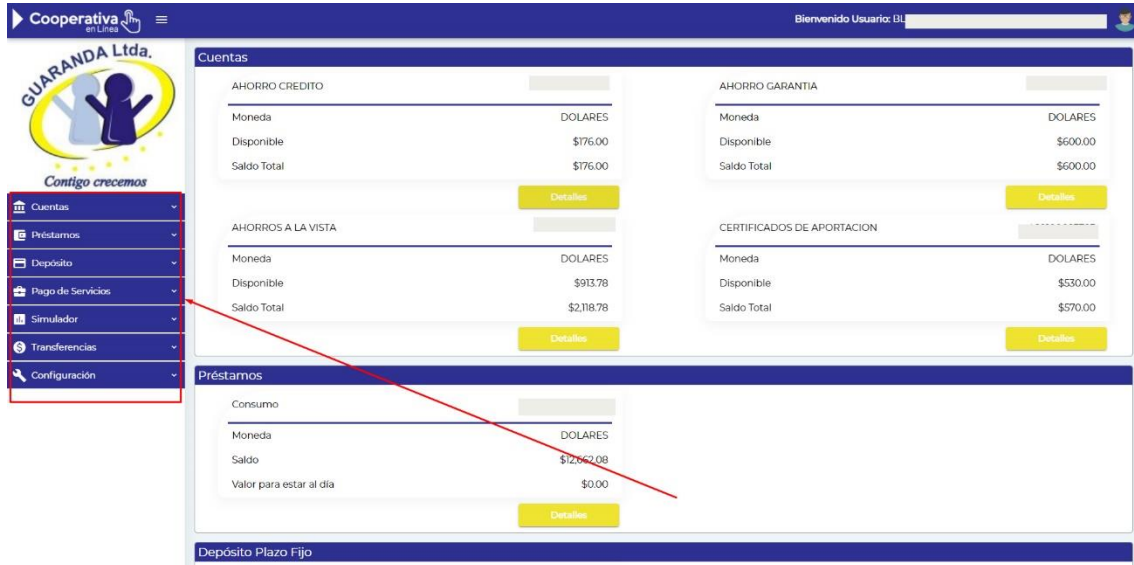 Cooperativa
en Línea
Bienvenido Usuario: BL
GUARANDA Ltda.
Contigo crecemos
Cuentas
Préstamos
Depósito
Pago de Servicios
Simulador
Transferencias
Configuración
Cuentas
AHORRO CREDITO
Moneda DOLARES
Disponible $176.00
Saldo Total $176.00
Detalles
AHORRO GARANTIA
Moneda DOLARES
Disponible $600.00
Saldo Total $600.00
Detalles
AHORROS A LA VISTA
Moneda DOLARES
Disponible $913.78
Saldo Total $2,118.78
Detalles
CERTIFICADOS DE APORTACION
Moneda DOLARES
Disponible $530.00
Saldo Total $570.00
Detalles
Préstamos
Consumo
Moneda DOLARES
Saldo $12,662.08
Valor para estar al día $0.00
Detalles
Depósito Plazo Fijo